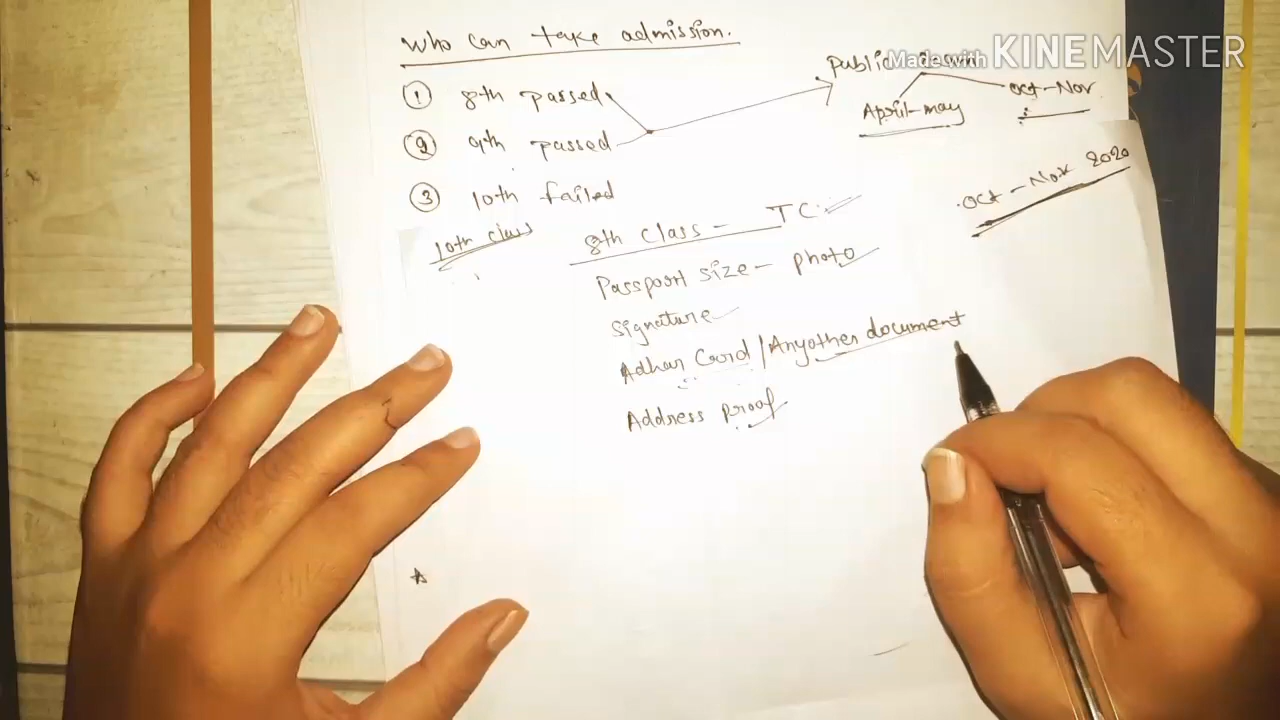 who can take admission.
Made with KINEMASTER
Public exam
① 8th passed
April-may
oct-Nov.
② 9th passed
③ 10th failed
oct - Nov 2020
10th class
8th class - TC
Passport size - photo
signature
Adhar Card / Anyother document
Address proof